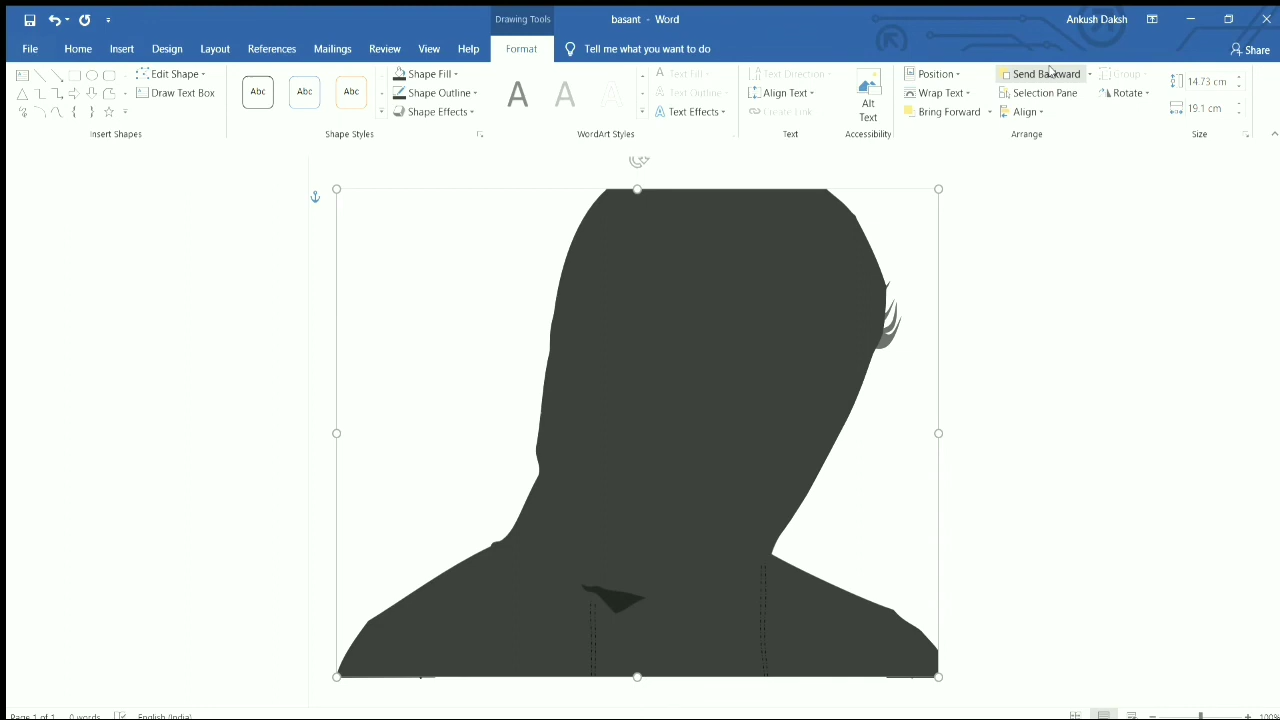 Drawing Tools
basant - Word
Ankush Daksh
File Home Insert Design Layout References Mailings Review View Help Format Tell me what you want to do Share
Edit Shape
Draw Text Box
Insert Shapes
Abc Abc Abc
Shape Fill
Shape Outline
Shape Effects
Shape Styles
A A A
Text Fill
Text Outline
Text Effects
WordArt Styles
Text Direction
Align Text
Create Link
Text
Alt
Text
Accessibility
Position
Wrap Text
Bring Forward
Send Backward
Selection Pane
Align
Group
Rotate
Arrange
14.73 cm
19.1 cm
Size
Page 1 of 1 0 words English (India) 100%